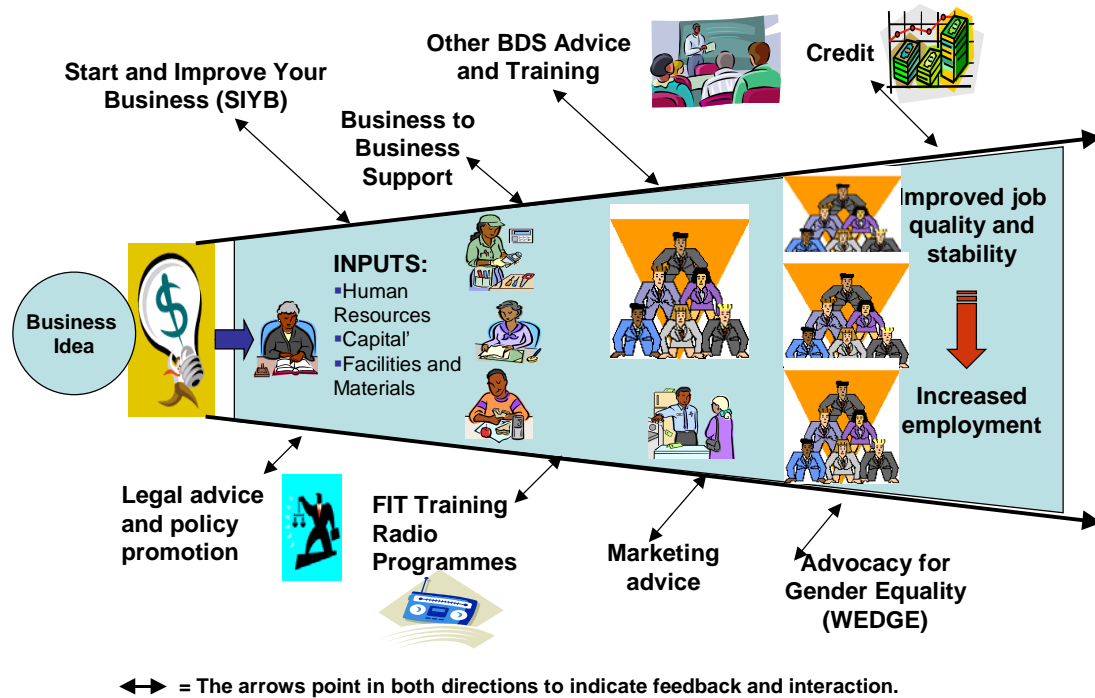 Start and Improve Your
Business (SIYB)
Business to
Business
Support
Other BDS Advice
and Training
Credit
Business
Idea
INPUTS:
▪Human
Resources
▪Capital’
▪Facilities and
Materials
Improved job
quality and
stability
Increased
employment
Legal advice
and policy
promotion
FIT Training
Radio
Programmes
Marketing
advice
Advocacy for
Gender Equality
(WEDGE)
= The arrows point in both directions to indicate feedback and interaction.